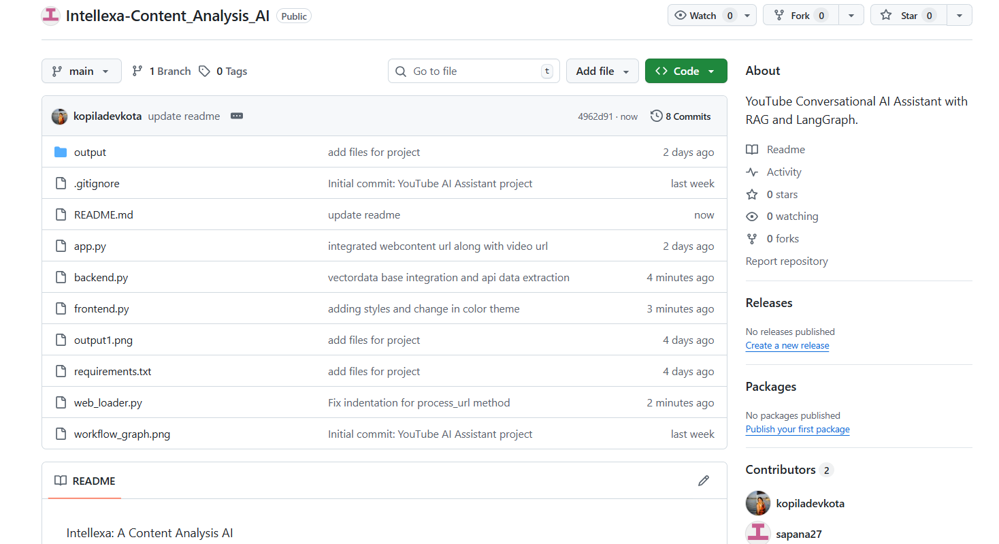 Intellexa-Content_Analysis_AI Public
Watch 0 Fork 0 Star 0
main 1 Branch 0 Tags Go to file t Add file Code
kopiladevkota update readme 4962d91 · now 8 Commits
output add files for project 2 days ago
.gitignore Initial commit: YouTube AI Assistant project last week
README.md update readme now
app.py integrated webcontent url along with video url 2 days ago
backend.py vectordata base integration and api data extraction 4 minutes ago
frontend.py adding styles and change in color theme 3 minutes ago
output1.png add files for project 4 days ago
requirements.txt add files for project 4 days ago
web_loader.py Fix indentation for process_url method 2 minutes ago
workflow_graph.png Initial commit: YouTube AI Assistant project last week
README
Intellexa: A Content Analysis AI
About
YouTube Conversational AI Assistant with
RAG and LangGraph.
Readme
Activity
0 stars
0 watching
0 forks
Report repository
Releases
No releases published
Create a new release
Packages
No packages published
Publish your first package
Contributors 2
kopiladevkota
sapana27